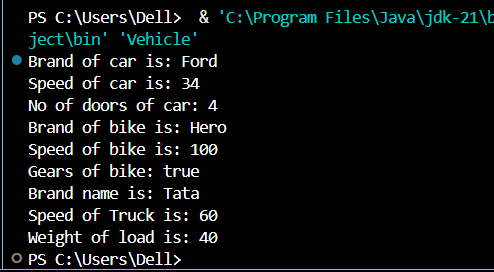 PS C:\Users\Dell>  & 'C:\Program Files\Java\jdk-21\b
ject\bin' 'Vehicle'
Brand of car is: Ford
Speed of car is: 34
No of doors of car: 4
Brand of bike is: Hero
Speed of bike is: 100
Gears of bike: true
Brand name is: Tata
Speed of Truck is: 60
Weight of load is: 40
PS C:\Users\Dell>